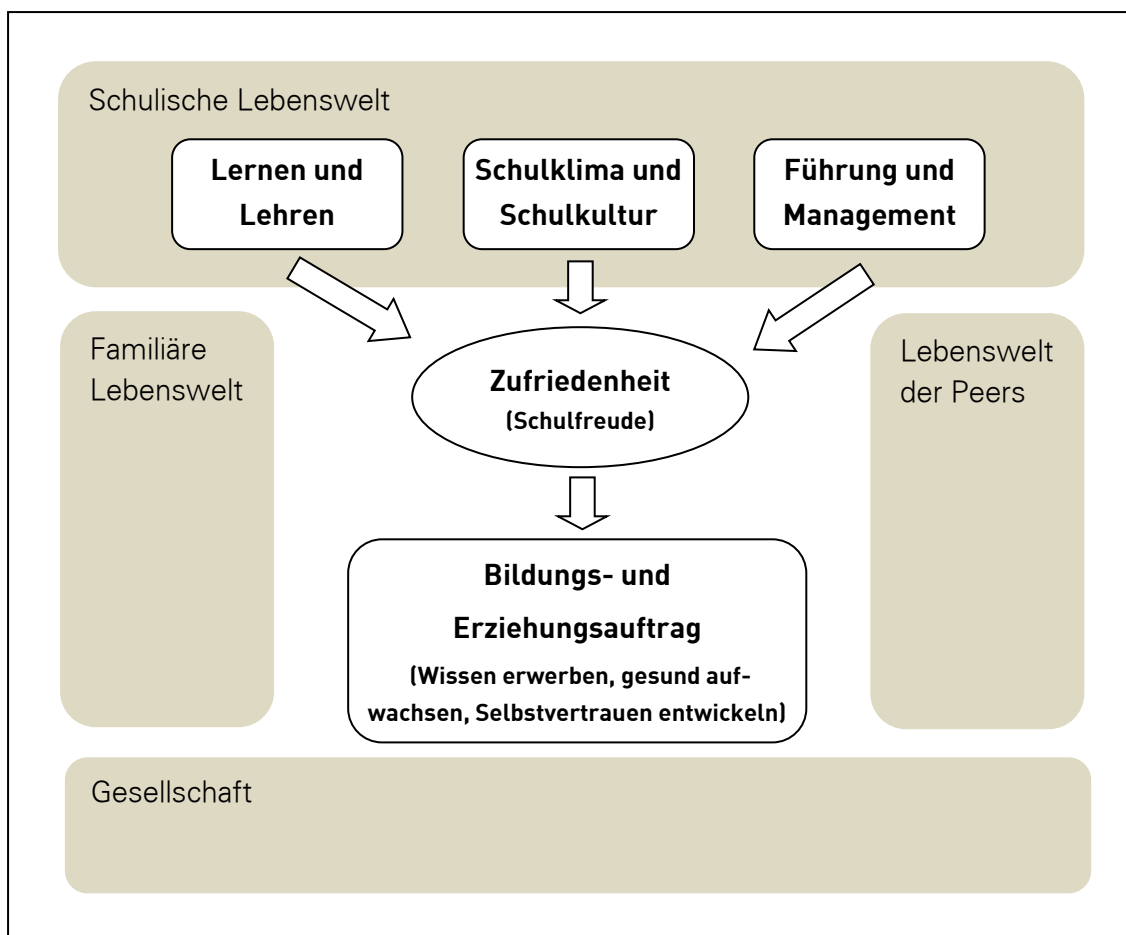 Schulische Lebenswelt
Lernen und
Lehren
Schulklima und
Schulkultur
Führung und
Management
Familiäre
Lebenswelt
Zufriedenheit
(Schulfreude)
Lebenswelt
der Peers
Bildungs- und
Erziehungsauftrag
(Wissen erwerben, gesund auf-
wachsen, Selbstvertrauen entwickeln)
Gesellschaft